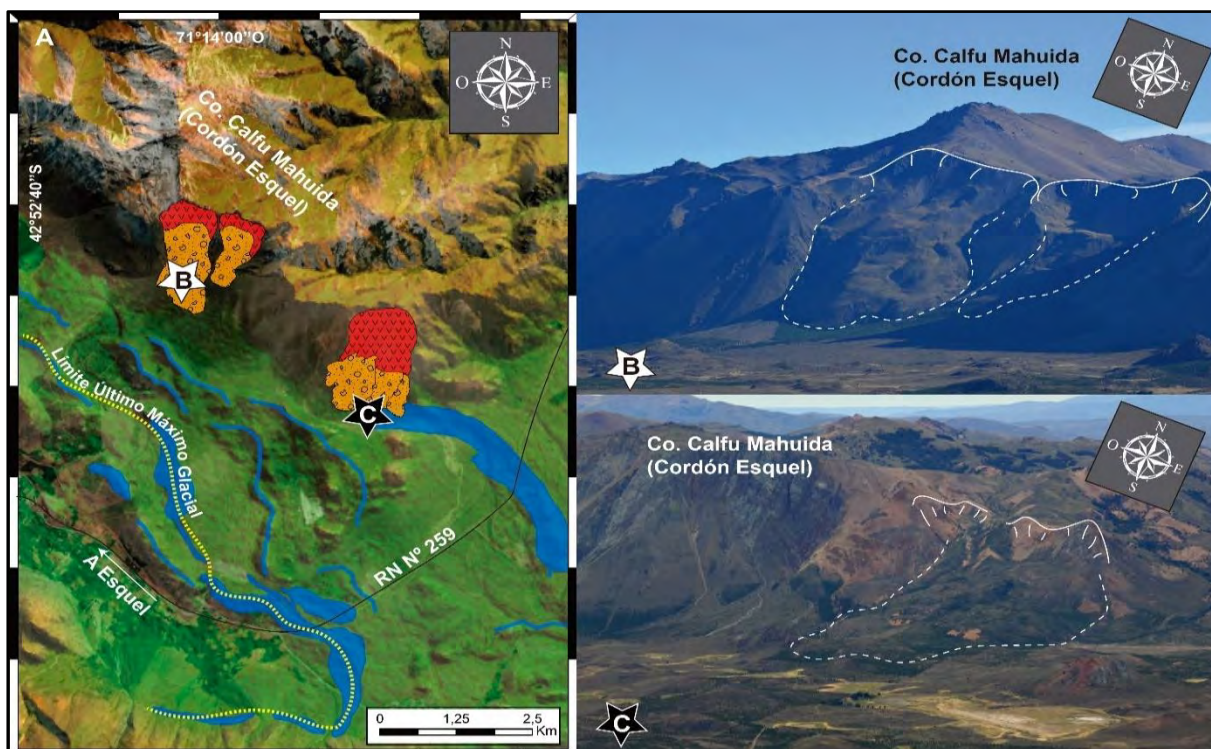 A
71°14'00''O
42°52'40''S
N
O
E
S
Co. Calfu Mahuida
(Cordón Esquel)
B
C
Límite Último Máximo Glacial
RN Nº 259
A Esquel
0 1,25 2,5
Km
Co. Calfu Mahuida
(Cordón Esquel)
N
O
E
S
B
Co. Calfu Mahuida
(Cordón Esquel)
N
O
E
S
C